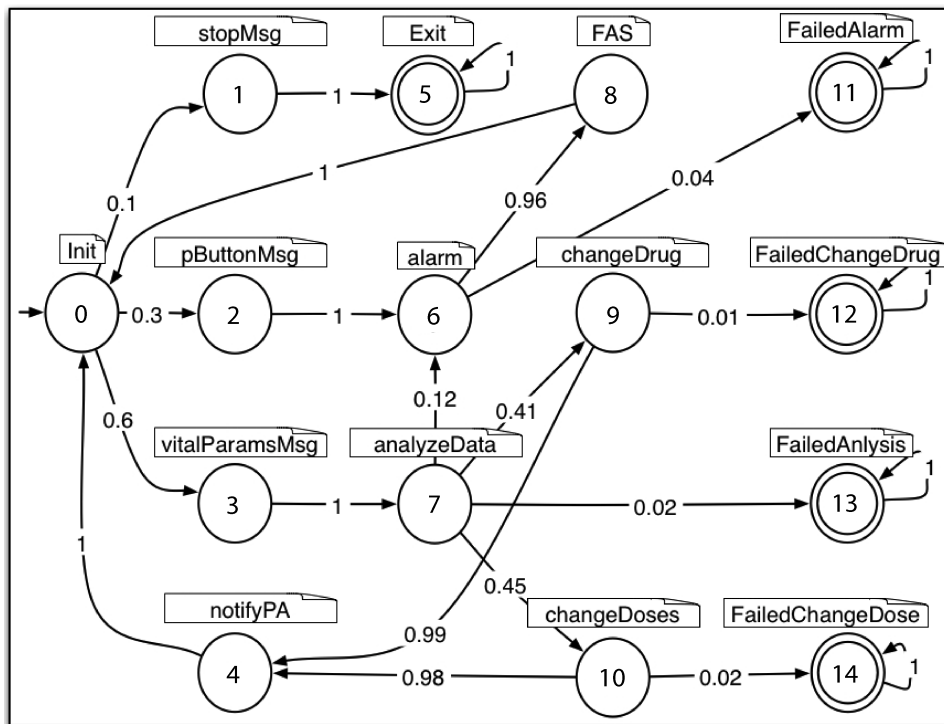 stopMsg
Exit
FAS
FailedAlarm
1
1
1
5
1
8
11
1
0.1
0.96
0.04
Init
pButtonMsg
alarm
changeDrug
FailedChangeDrug
1
0
0.3
2
1
6
9
0.01
12
0.6
0.12
0.41
vitalParamsMsg
analyzeData
FailedAnlysis
1
3
1
7
0.02
13
1
0.45
notifyPA
changeDoses
FailedChangeDose
0.99
1
4
0.98
10
0.02
14